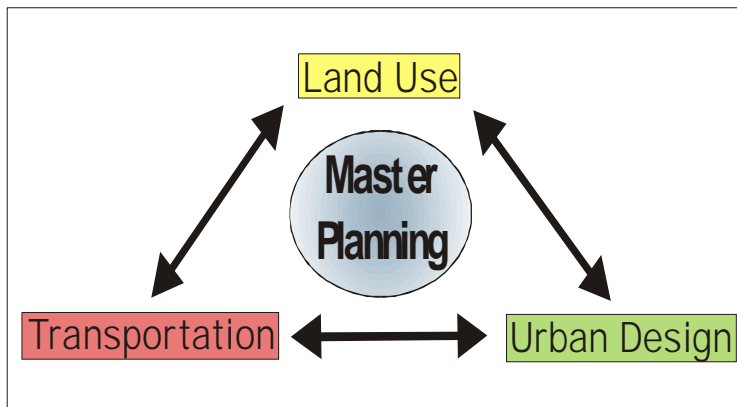 Land Use
Master
Planning
Transportation
Urban Design